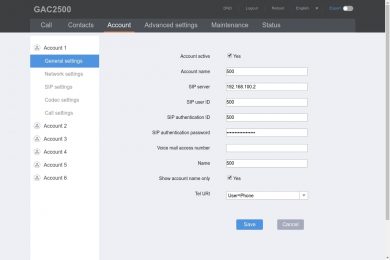 GAC2500
DND Logout Reboot English Expert
Call Contacts Account Advanced settings Maintenance Status
Account 1
General settings
Network settings
SIP settings
Codec settings
Call settings
Account 2
Account 3
Account 4
Account 5
Account 6
Account active Yes
Account name 500
SIP server 192.168.100.2
SIP user ID 500
SIP authentication ID 500
SIP authentication password ••••••••••••••••
Voice mail access number
Name 500
Show account name only Yes
Tel URI User=Phone
Save Cancel